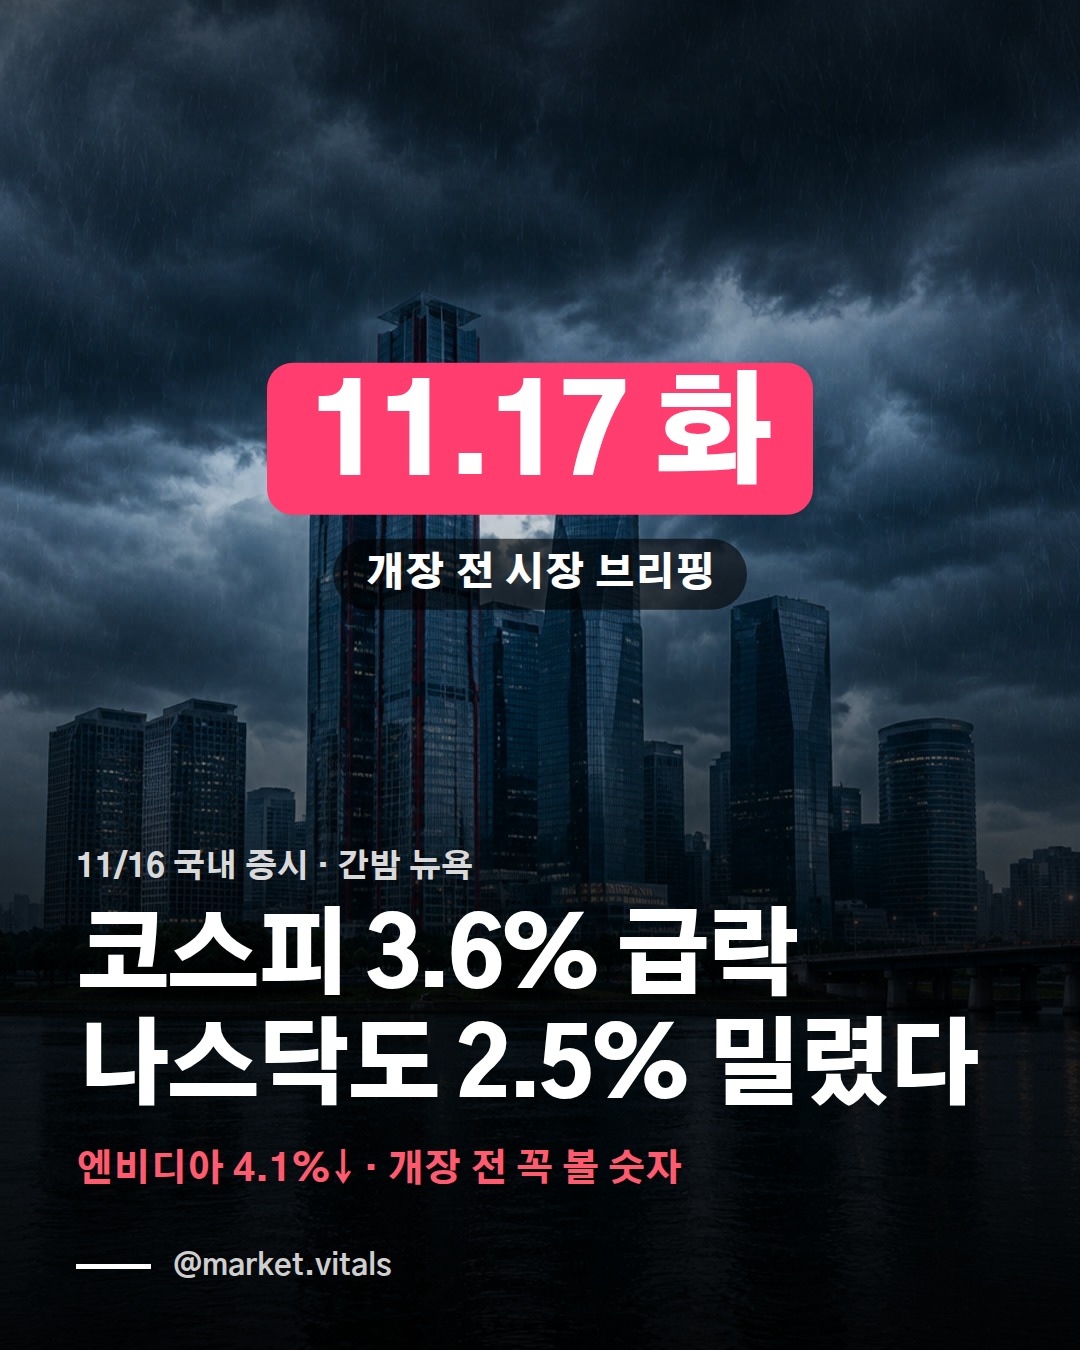 11.17 화
개장 전 시장 브리핑
11/16 국내 증시 · 간밤 뉴욕
코스피 3.6% 급락
나스닥도 2.5% 밀렸다
엔비디아 4.1%↓ · 개장 전 꼭 볼 숫자
@market.vitals